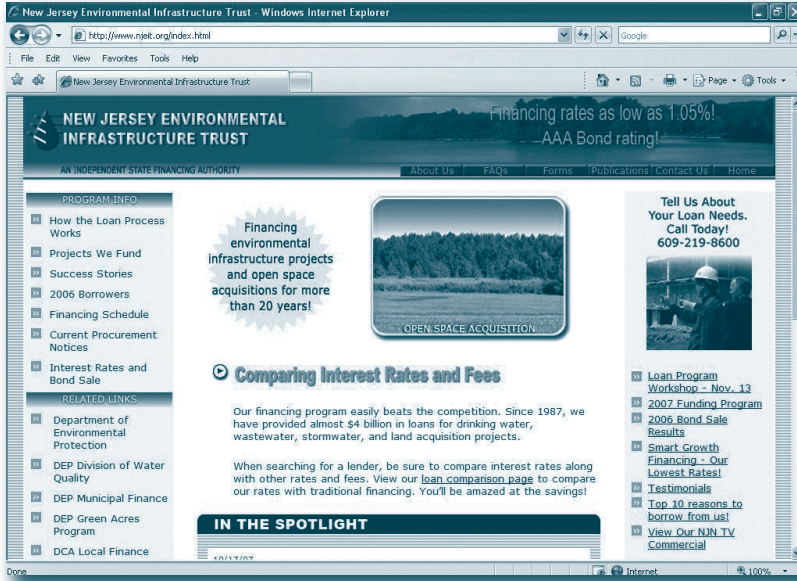 New Jersey Environmental Infrastructure Trust - Windows Internet Explorer
http://www.njeit.org/index.html
Google
File Edit View Favorites Tools Help
New Jersey Environmental Infrastructure Trust
Page Tools
NEW JERSEY ENVIRONMENTAL
INFRASTRUCTURE TRUST
Financing rates as low as 1.05%!
AAA Bond rating!
AN INDEPENDENT STATE FINANCING AUTHORITY
About Us FAQs Forms Publications Contact Us Home
PROGRAM INFO
How the Loan Process
Works
Projects We Fund
Success Stories
2006 Borrowers
Financing Schedule
Current Procurement
Notices
Interest Rates and
Bond Sale
RELATED LINKS
Department of
Environmental
Protection
DEP Division of Water
Quality
DEP Municipal Finance
DEP Green Acres
Program
DCA Local Finance
Financing
environmental
infrastructure projects
and open space
acquisitions for more
than 20 years!
OPEN SPACE ACQUISITION
Comparing Interest Rates and Fees
Our financing program easily beats the competition. Since 1987, we
have provided almost $4 billion in loans for drinking water,
wastewater, stormwater, and land acquisition projects.
When searching for a lender, be sure to compare interest rates along
with other rates and fees. View our loan comparison page to compare
our rates with traditional financing. You'll be amazed at the savings!
IN THE SPOTLIGHT
10/17/07
Tell Us About
Your Loan Needs.
Call Today!
609-219-8600
Loan Program
Workshop - Nov. 13
2007 Funding Program
2006 Bond Sale
Results
Smart Growth
Financing - Our
Lowest Rates!
Testimonials
Top 10 reasons to
borrow from us!
View Our NJN TV
Commercial
Done
Internet
100%